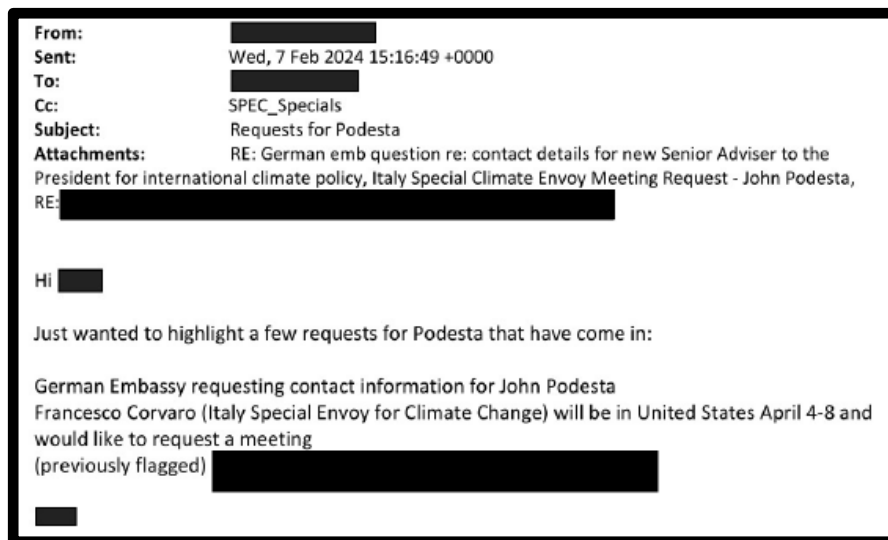 From:
Sent: Wed, 7 Feb 2024 15:16:49 +0000
To:
Cc: SPEC_Specials
Subject: Requests for Podesta
Attachments: RE: German emb question re: contact details for new Senior Adviser to the
President for international climate policy, Italy Special Climate Envoy Meeting Request - John Podesta,
RE:
Hi
Just wanted to highlight a few requests for Podesta that have come in:
German Embassy requesting contact information for John Podesta
Francesco Corvaro (Italy Special Envoy for Climate Change) will be in United States April 4-8 and
would like to request a meeting
(previously flagged)